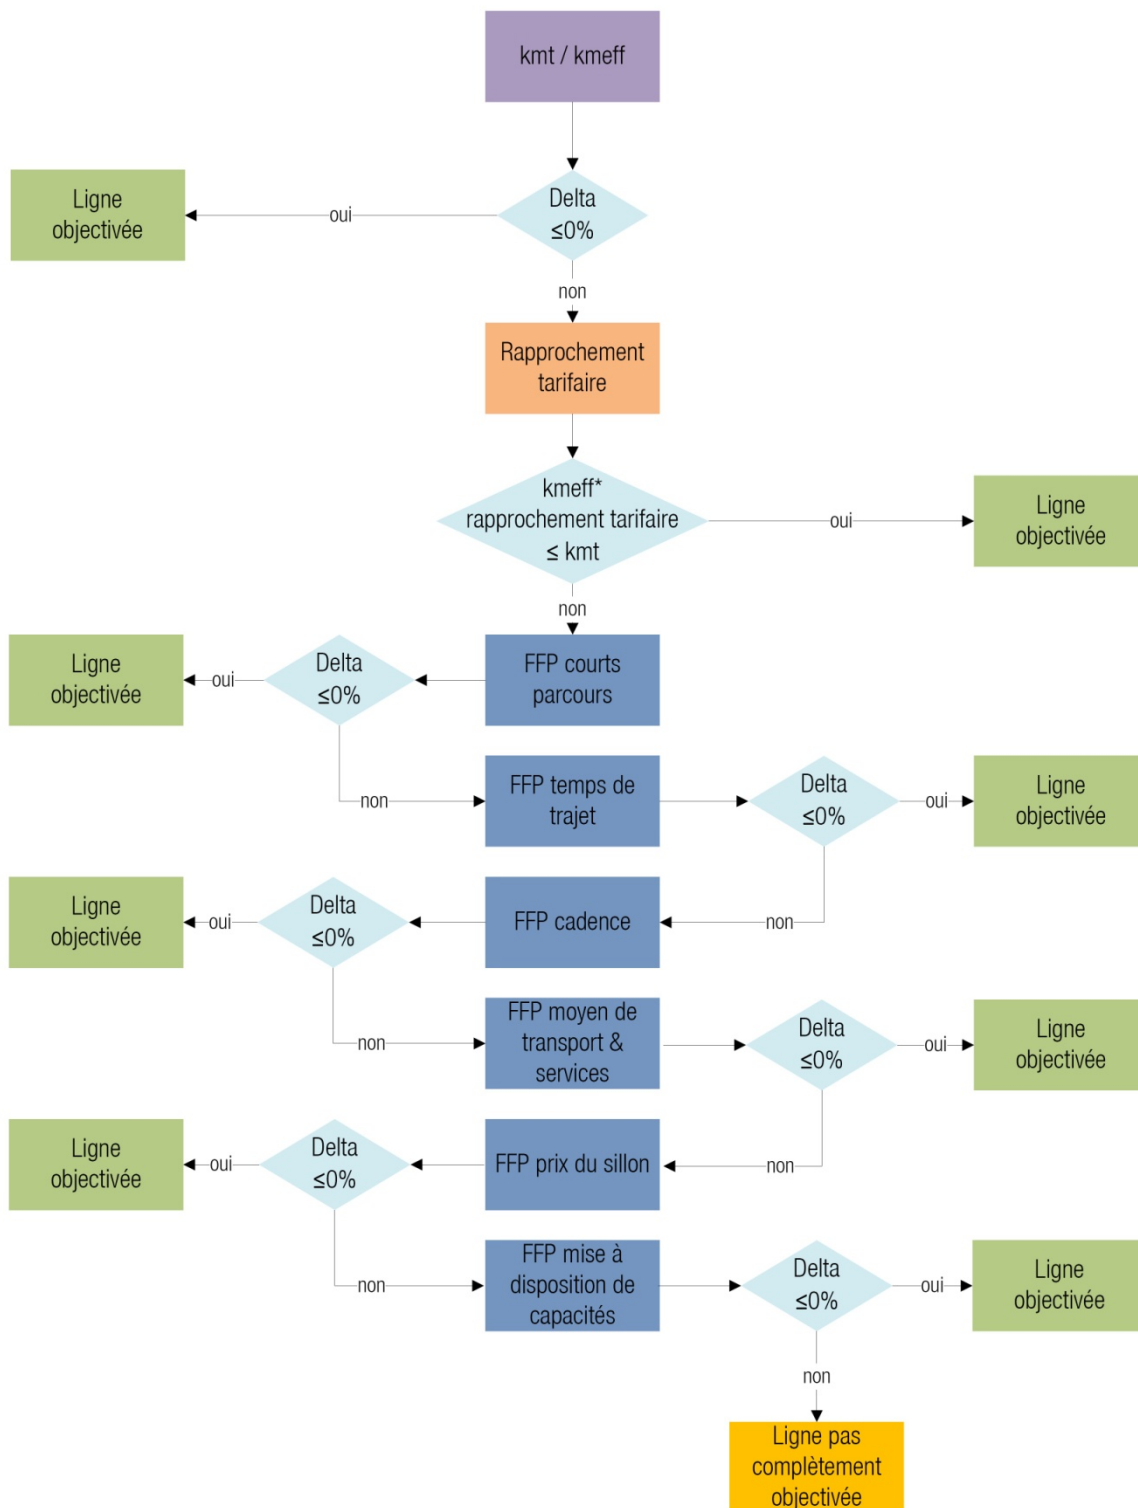 kmt / kmeff
Ligne
objectivée
oui
Delta
≤0%
non
Rapprochement
tarifaire
kmeff*
rapprochement tarifaire
≤ kmt
oui
Ligne
objectivée
non
Ligne
objectivée
oui
Delta
≤0%
FFP courts
parcours
non
FFP temps de
trajet
Delta
≤0%
oui
Ligne
objectivée
Ligne
objectivée
oui
Delta
≤0%
FFP cadence
non
non
FFP moyen de
transport &
services
Delta
≤0%
oui
Ligne
objectivée
Ligne
objectivée
oui
Delta
≤0%
FFP prix du sillon
non
non
FFP mise à
disposition de
capacités
Delta
≤0%
oui
Ligne
objectivée
non
Ligne pas
complètement
objectivée